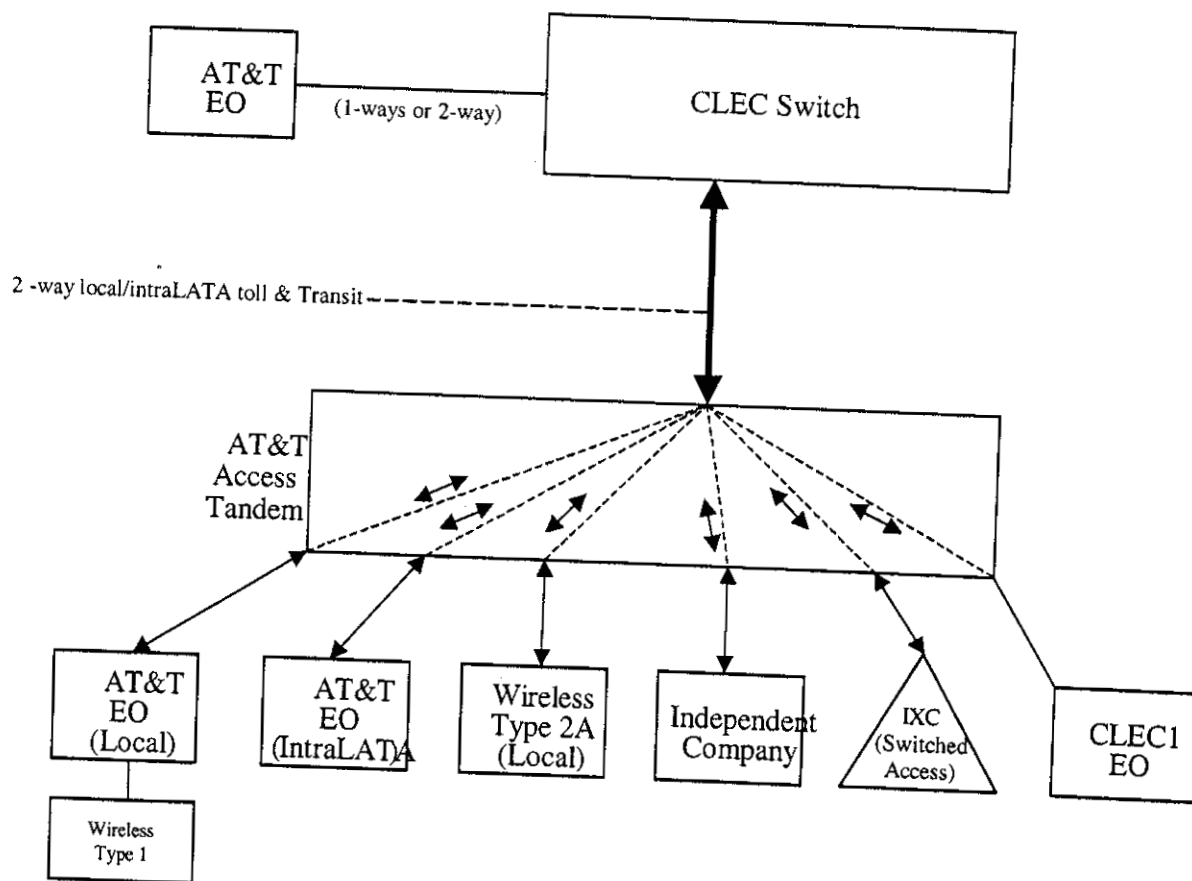 AT&T
EO
(1-ways or 2-way)
CLEC Switch
2 -way local/intraLATA toll & Transit
AT&T
Access
Tandem
AT&T
EO
(Local)
AT&T
EO
(IntraLAT)A
Wireless
Type 2A
(Local)
Independent
Company
IXC
(Switched
Access)
CLEC1
EO
Wireless
Type 1